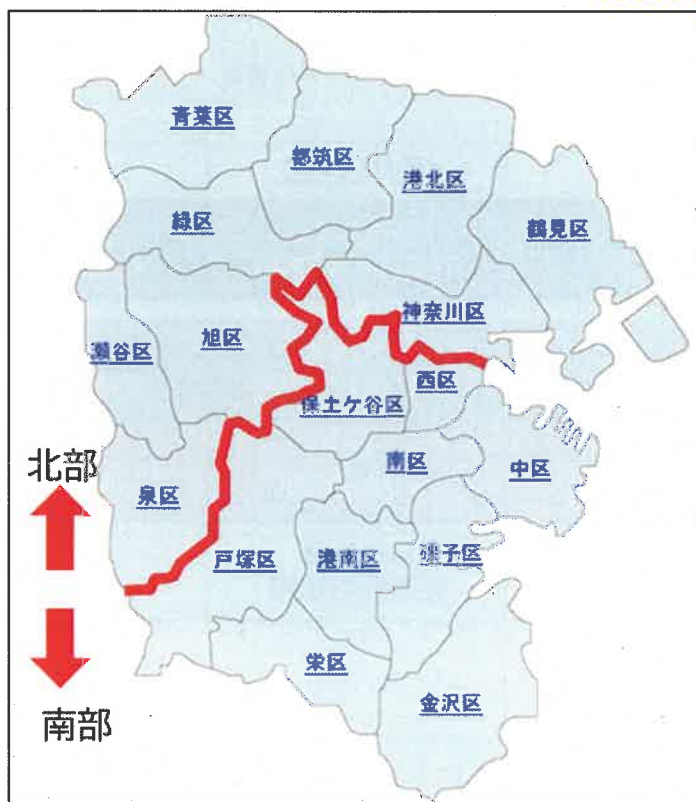 青葉区
都筑区
港北区
鶴見区
緑区
神奈川区
旭区
瀬谷区
西区
保土ケ谷区
南区
中区
北部
泉区
戸塚区
港南区
磯子区
栄区
金沢区
南部